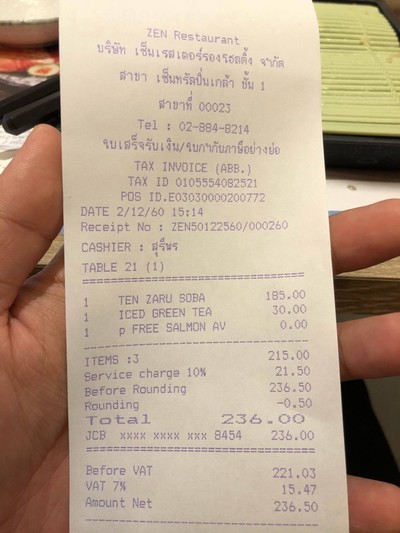 ZEN Restaurant
บริษัท เซ็นเรสเตอร์รองรโฮลดิ้ง จำกัด
สาขา เซ็นทรัลปิ่นเกล้า ชั้น 1
สาขาที่ 00023
Tel : 02-884-8214
ใบเสร็จรับเงิน/ใบกำกับภาษีอย่างย่อ
TAX INVOICE (ABB.)
TAX ID 0105554082521
POS ID.E03030000200772
DATE 2/12/60 15:14
Receipt No : ZEN50122560/000260
CASHIER : สุริพร
TABLE 21 (1)
1 TEN ZARU SOBA 185.00
1 ICED GREEN TEA 30.00
1 p FREE SALMON AV 0.00
ITEMS :3 215.00
Service charge 10% 21.50
Before Rounding 236.50
Rounding -0.50
Total 236.00
JCB xxxx xxxx xxx 8454 236.00
Before VAT 221.03
VAT 7% 15.47
Amount Net 236.50